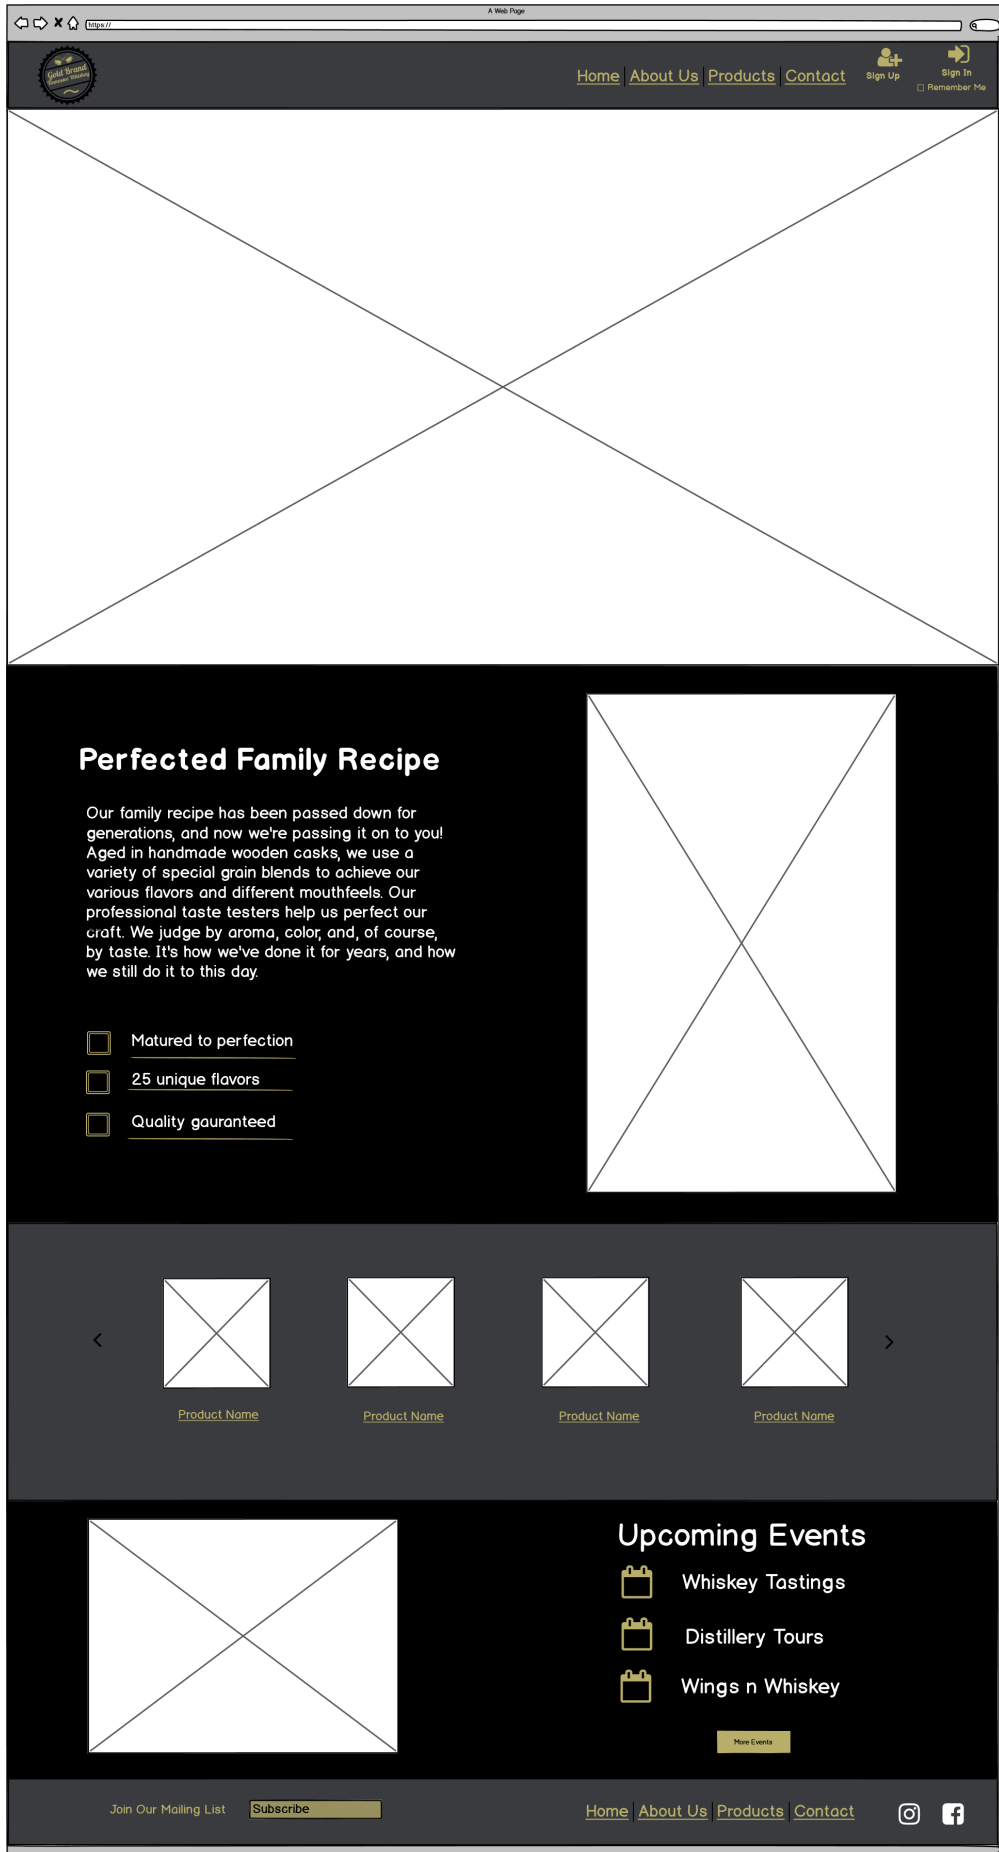 A Web Page
https://
Gold Brand
Tennessee Whiskey
Home About Us Products Contact
Sign Up
Sign In
Remember Me
Perfected Family Recipe
Our family recipe has been passed down for
generations, and now we're passing it on to you!
Aged in handmade wooden casks, we use a
variety of special grain blends to achieve our
various flavors and different mouthfeels. Our
professional taste testers help us perfect our
craft. We judge by aroma, color, and, of course,
by taste. It's how we've done it for years, and how
we still do it to this day.
Matured to perfection
25 unique flavors
Quality gauranteed
Product Name
Product Name
Product Name
Product Name
Upcoming Events
Whiskey Tastings
Distillery Tours
Wings n Whiskey
More Events
Join Our Mailing List
Subscribe
Home About Us Products Contact